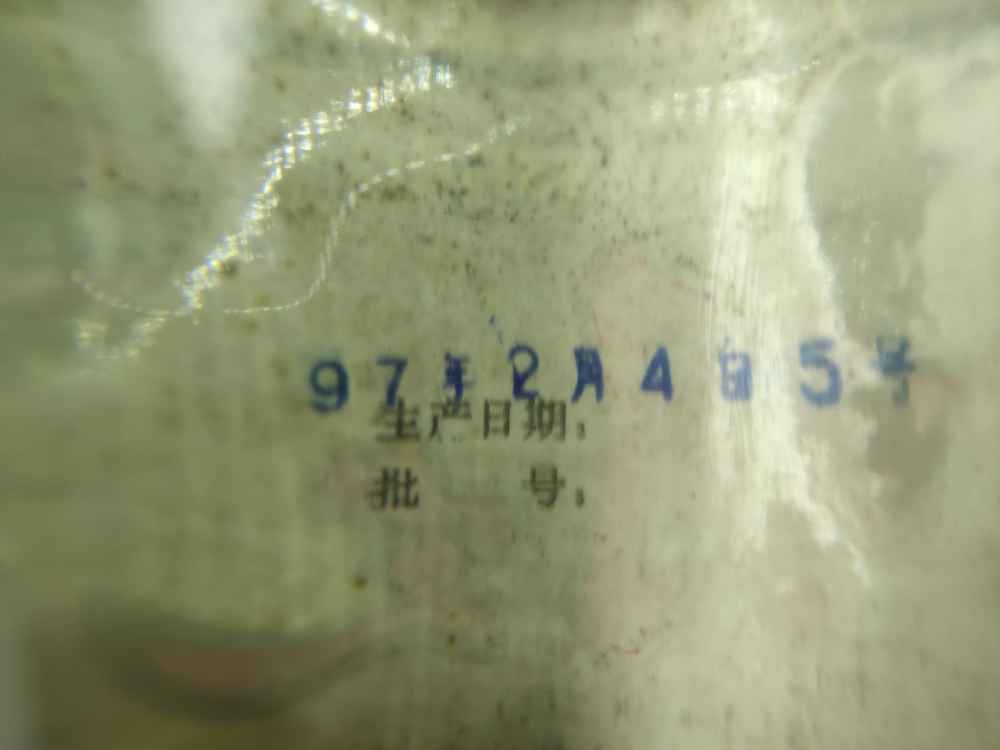 97年2月4日5号
生产日期：
批 号：